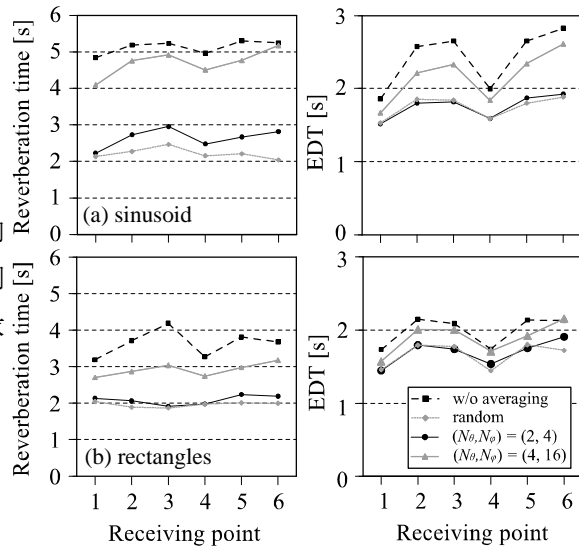 Reverberation time [s]
6
5
4
3
2
1
0
(a) sinusoid
EDT [s]
3
2
1
0
Reverberation time [s]
6
5
4
3
2
1
0
(b) rectangles
1 2 3 4 5 6
Receiving point
EDT [s]
3
2
1
0
w/o averaging
random
(Nθ,Nφ) = (2, 4)
(Nθ,Nφ) = (4, 16)
1 2 3 4 5 6
Receiving point